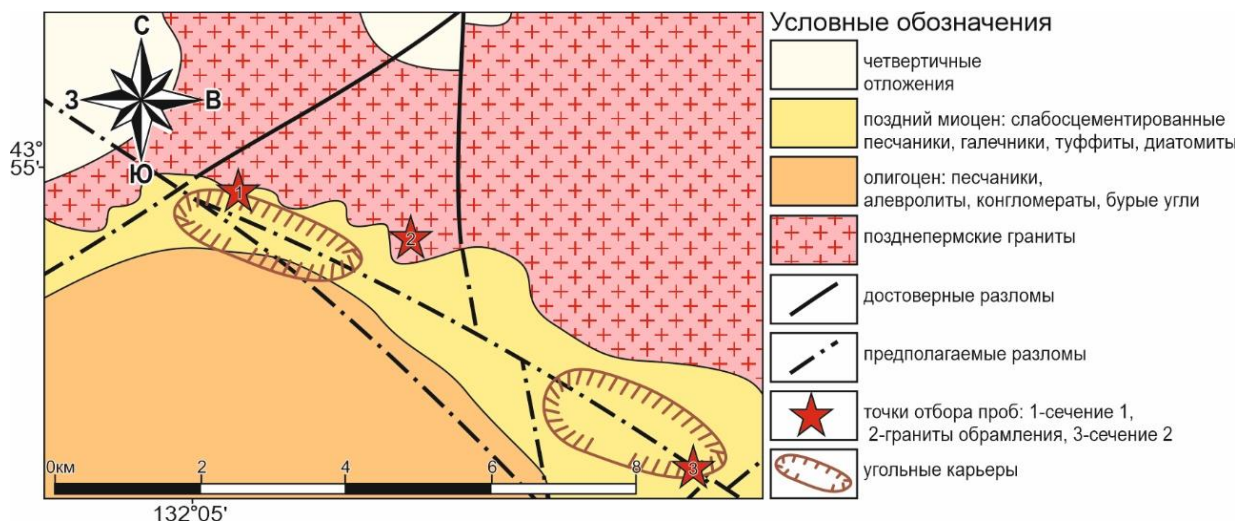 С
З
В
Ю
43°
55'
1
2
3
0км
2
4
6
8
132°05'
Условные обозначения
четвертичные
отложения
поздний миоцен: слабосцементированные
песчаники, галечники, туффиты, диатомиты
олигоцен: песчаники,
алевролиты, конгломераты, бурые угли
позднепермские граниты
достоверные разломы
предполагаемые разломы
точки отбора проб: 1-сечение 1,
2-граниты обрамления, 3-сечение 2
угольные карьеры